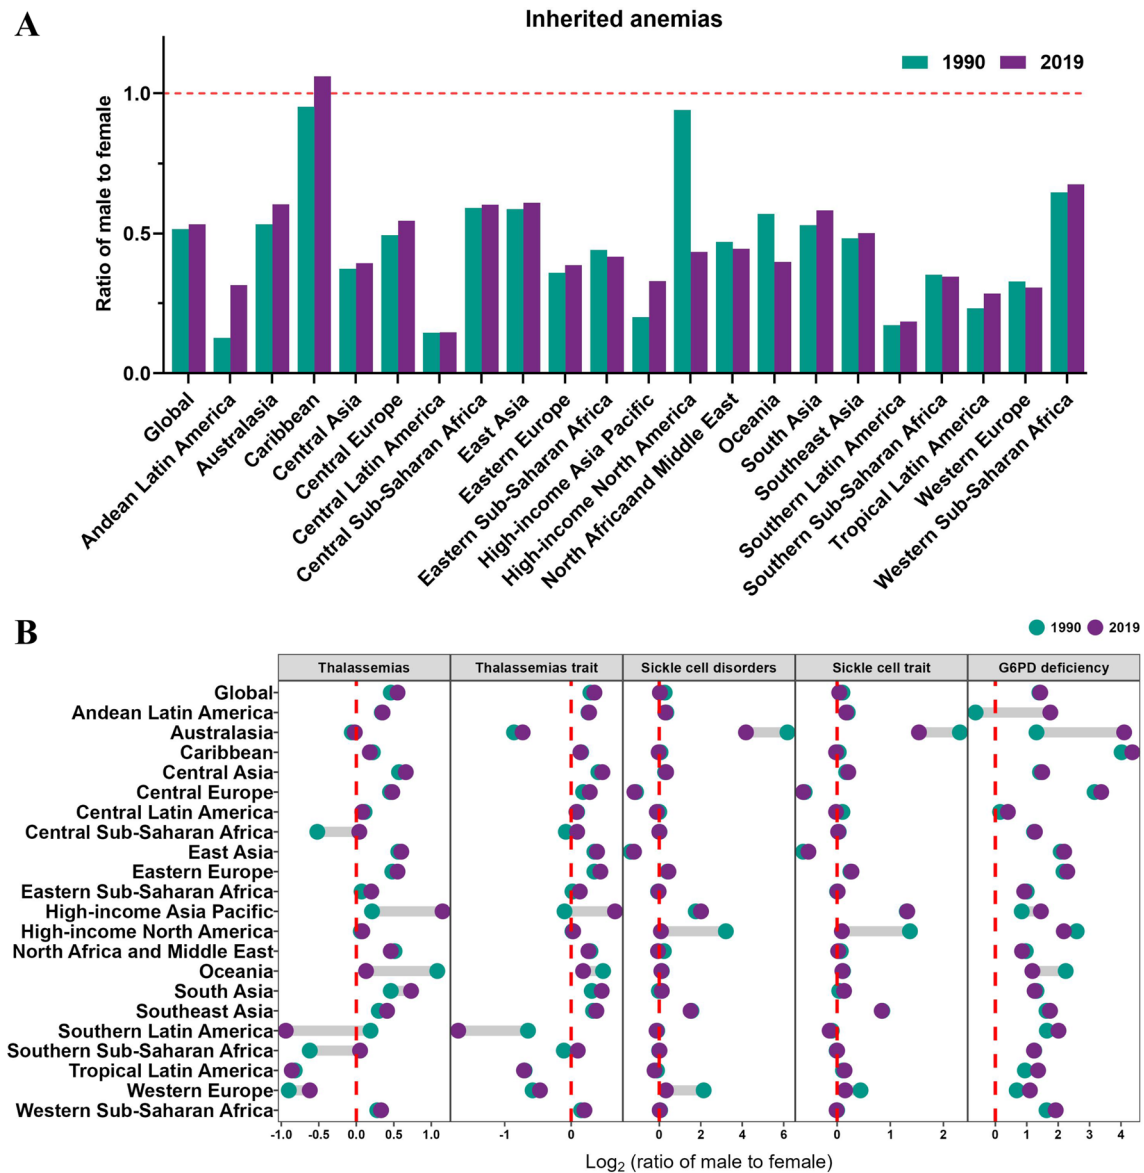 A
Inherited anemias
1990 2019
Ratio of male to female
1.0
0.5
0.0
Global
Andean Latin America
Australasia
Caribbean
Central Asia
Central Europe
Central Latin America
Central Sub-Saharan Africa
East Asia
Eastern Europe
Eastern Sub-Saharan Africa
High-income Asia Pacific
High-income North America
North Africaand Middle East
Oceania
South Asia
Southeast Asia
Southern Latin America
Southern Sub-Saharan Africa
Tropical Latin America
Western Europe
Western Sub-Saharan Africa
B
1990 2019
Thalassemias Thalassemias trait Sickle cell disorders Sickle cell trait G6PD deficiency
Global
Andean Latin America
Australasia
Caribbean
Central Asia
Central Europe
Central Latin America
Central Sub-Saharan Africa
East Asia
Eastern Europe
Eastern Sub-Saharan Africa
High-income Asia Pacific
High-income North America
North Africa and Middle East
Oceania
South Asia
Southeast Asia
Southern Latin America
Southern Sub-Saharan Africa
Tropical Latin America
Western Europe
Western Sub-Saharan Africa
-1.0 -0.5 0.0 0.5 1.0 -1 0 0 2 4 6 0 1 2 0 1 2 3 4
Log₂ (ratio of male to female)